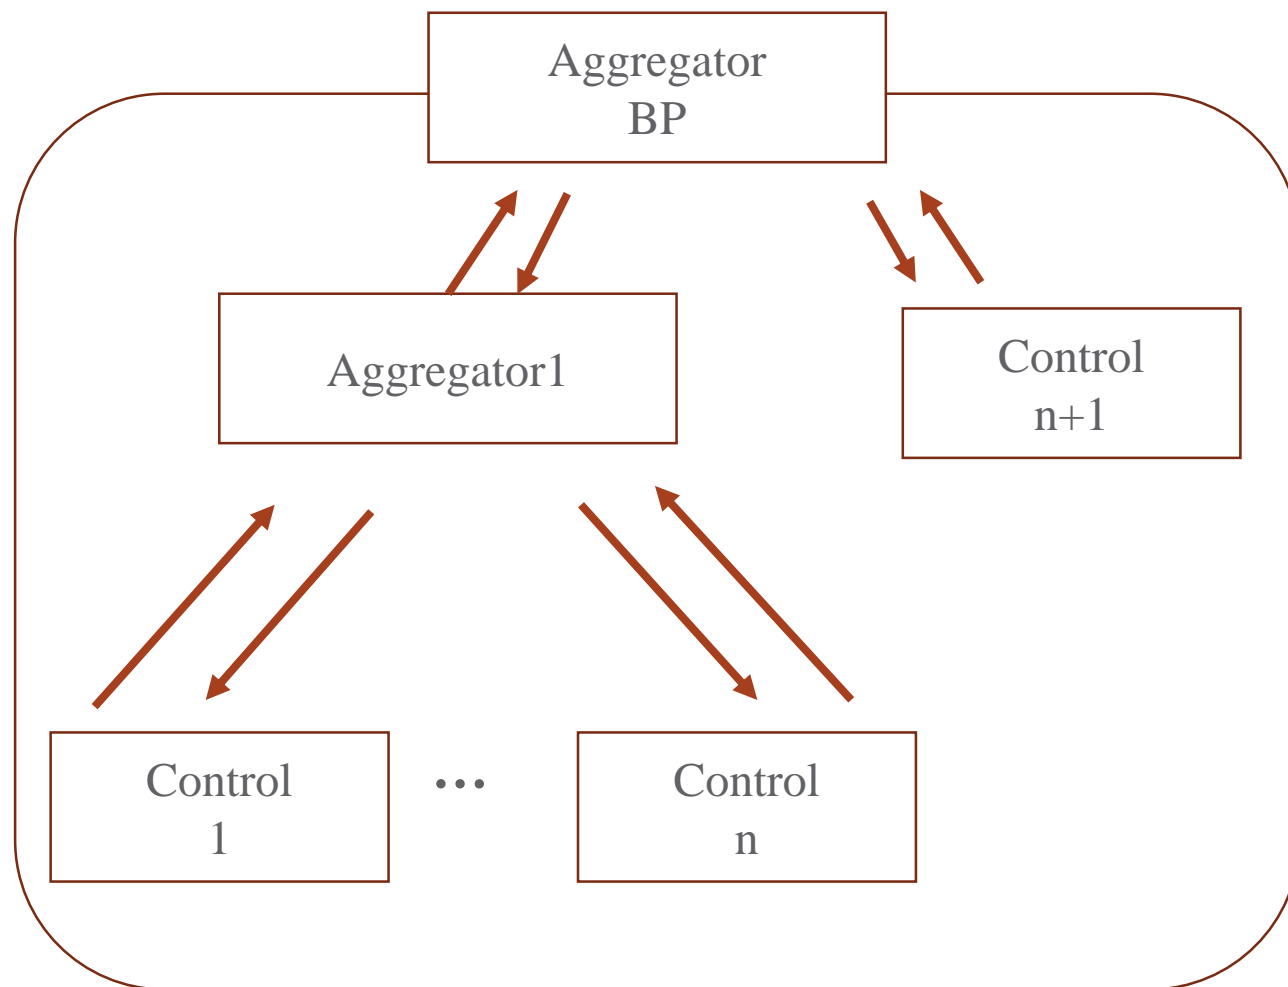 Aggregator
BP
Aggregator1
Control
n+1
Control
1
...
Control
n